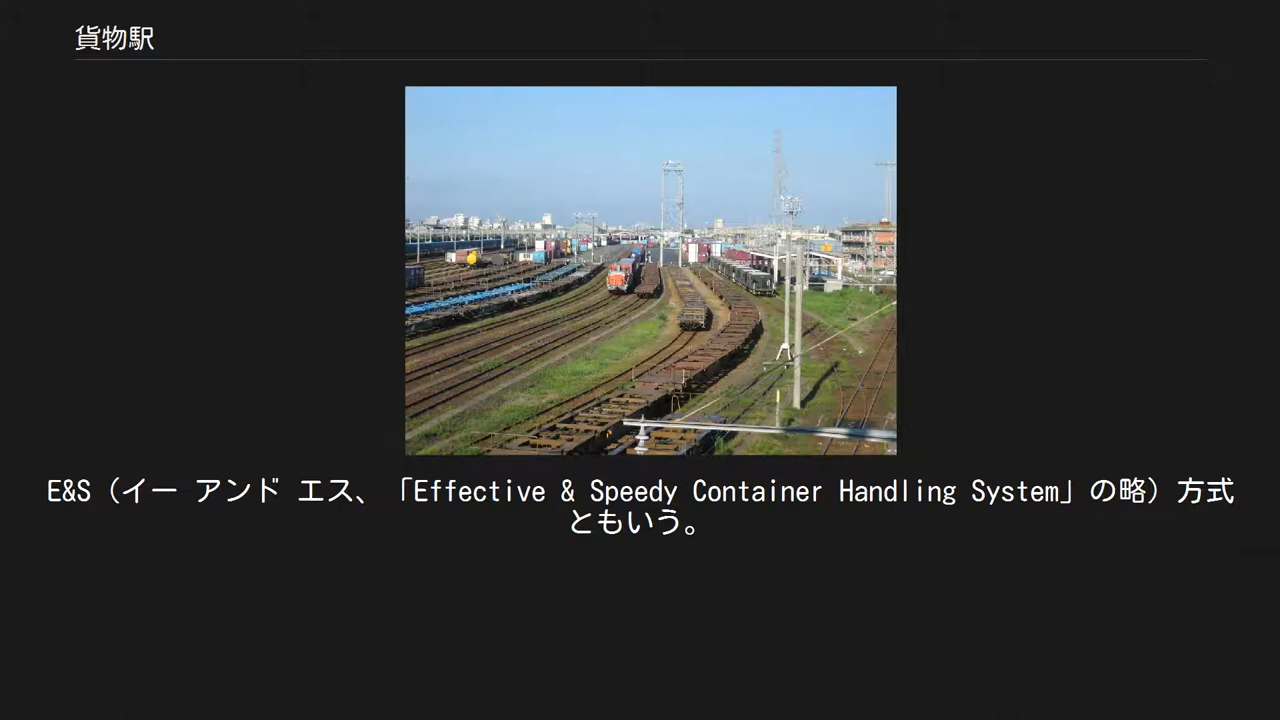 貨物駅
E&S（イー アンド エス、「Effective & Speedy Container Handling System」の略）方式
ともいう。